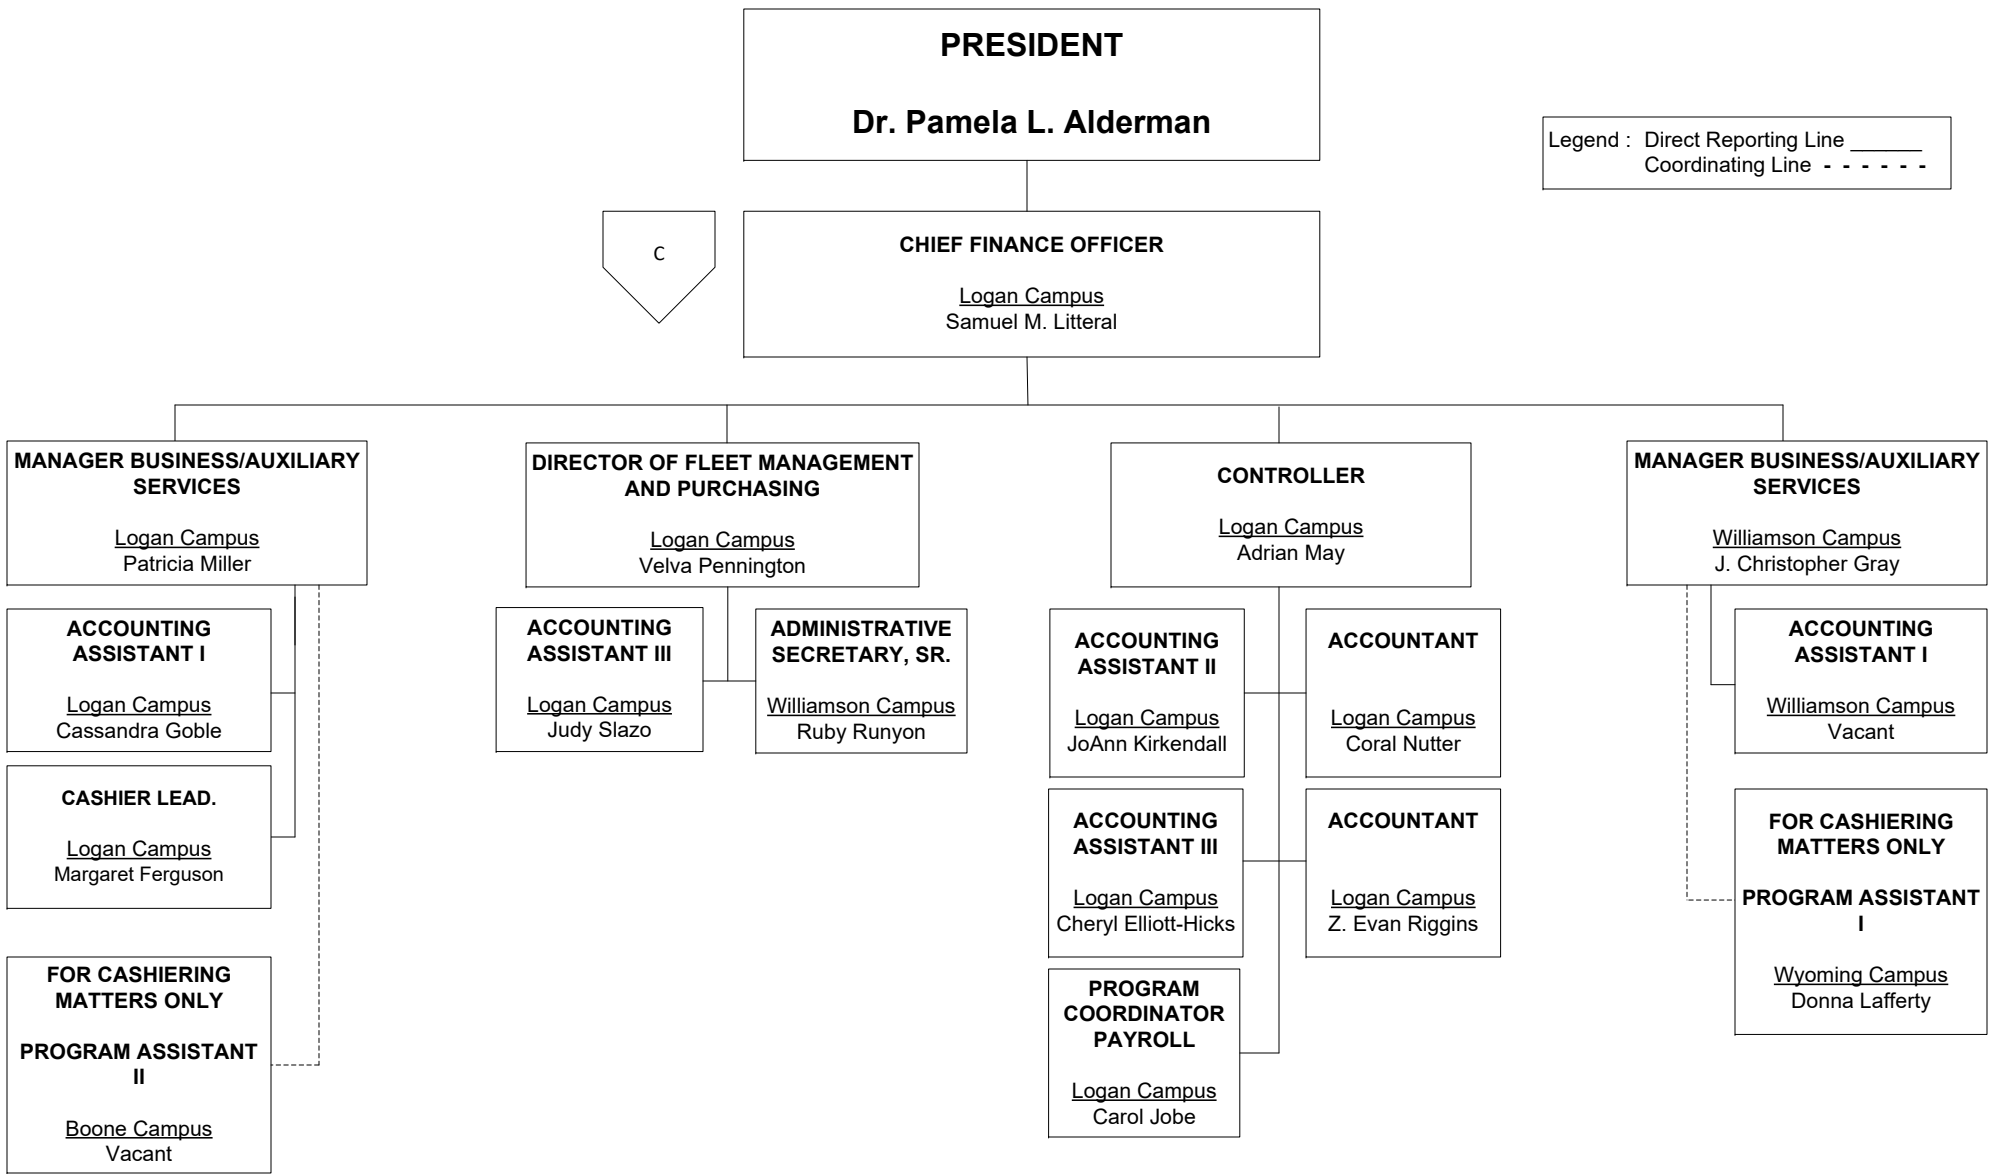 PRESIDENT
Dr. Pamela L. Alderman
Legend : Direct Reporting Line ______
Coordinating Line - - - - - -
C
CHIEF FINANCE OFFICER
Logan Campus
Samuel M. Litteral
MANAGER BUSINESS/AUXILIARY
SERVICES
Logan Campus
Patricia Miller
DIRECTOR OF FLEET MANAGEMENT
AND PURCHASING
Logan Campus
Velva Pennington
CONTROLLER
Logan Campus
Adrian May
MANAGER BUSINESS/AUXILIARY
SERVICES
Williamson Campus
J. Christopher Gray
ACCOUNTING
ASSISTANT I
Logan Campus
Cassandra Goble
CASHIER LEAD.
Logan Campus
Margaret Ferguson
FOR CASHIERING
MATTERS ONLY
PROGRAM ASSISTANT
II
Boone Campus
Vacant
ACCOUNTING
ASSISTANT III
Logan Campus
Judy Slazo
ADMINISTRATIVE
SECRETARY, SR.
Williamson Campus
Ruby Runyon
ACCOUNTING
ASSISTANT II
Logan Campus
JoAnn Kirkendall
ACCOUNTANT
Logan Campus
Coral Nutter
ACCOUNTING
ASSISTANT III
Logan Campus
Cheryl Elliott-Hicks
ACCOUNTANT
Logan Campus
Z. Evan Riggins
PROGRAM
COORDINATOR
PAYROLL
Logan Campus
Carol Jobe
ACCOUNTING
ASSISTANT I
Williamson Campus
Vacant
FOR CASHIERING
MATTERS ONLY
PROGRAM ASSISTANT
I
Wyoming Campus
Donna Lafferty